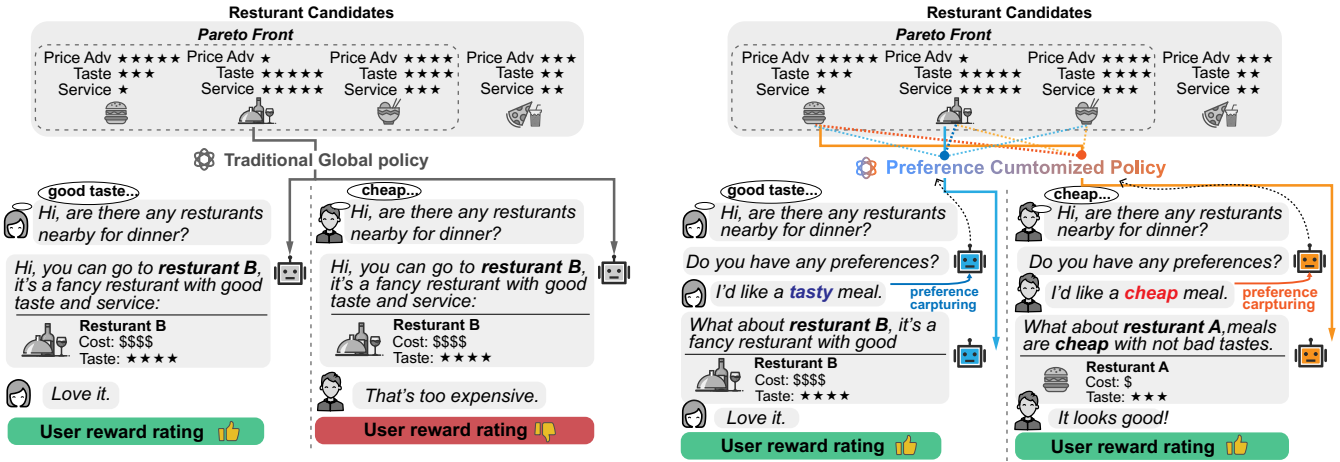 Resturant Candidates
Pareto Front
Price Adv ★★★★★
Taste ★★★
Service ★
Price Adv ★
Taste ★★★★★
Service ★★★★★
Price Adv ★★★★
Taste ★★★★
Service ★★★
Price Adv ★★★
Taste ★★
Service ★★
Traditional Global policy
good taste...
Hi, are there any resturants
nearby for dinner?
Hi, you can go to resturant B,
it's a fancy resturant with good
taste and service:
Resturant B
Cost: $$$$
Taste: ★★★★
Love it.
User reward rating
cheap...
Hi, are there any resturants
nearby for dinner?
Hi, you can go to resturant B,
it's a fancy resturant with good
taste and service:
Resturant B
Cost: $$$$
Taste: ★★★★
That's too expensive.
User reward rating
Resturant Candidates
Pareto Front
Price Adv ★★★★★
Taste ★★★
Service ★
Price Adv ★
Taste ★★★★★
Service ★★★★★
Price Adv ★★★★
Taste ★★★★
Service ★★★
Price Adv ★★★
Taste ★★
Service ★★
Preference Cumtomized Policy
good taste...
Hi, are there any resturants
nearby for dinner?
Do you have any preferences?
I'd like a tasty meal.
preference
carpturing
What about resturant B, it's a
fancy resturant with good
Resturant B
Cost: $$$$
Taste: ★★★★
Love it.
User reward rating
cheap...
Hi, are there any resturants
nearby for dinner?
Do you have any preferences?
I'd like a cheap meal.
preference
carpturing
What about resturant A,meals
are cheap with not bad tastes.
Resturant A
Cost: $
Taste: ★★★
It looks good!
User reward rating